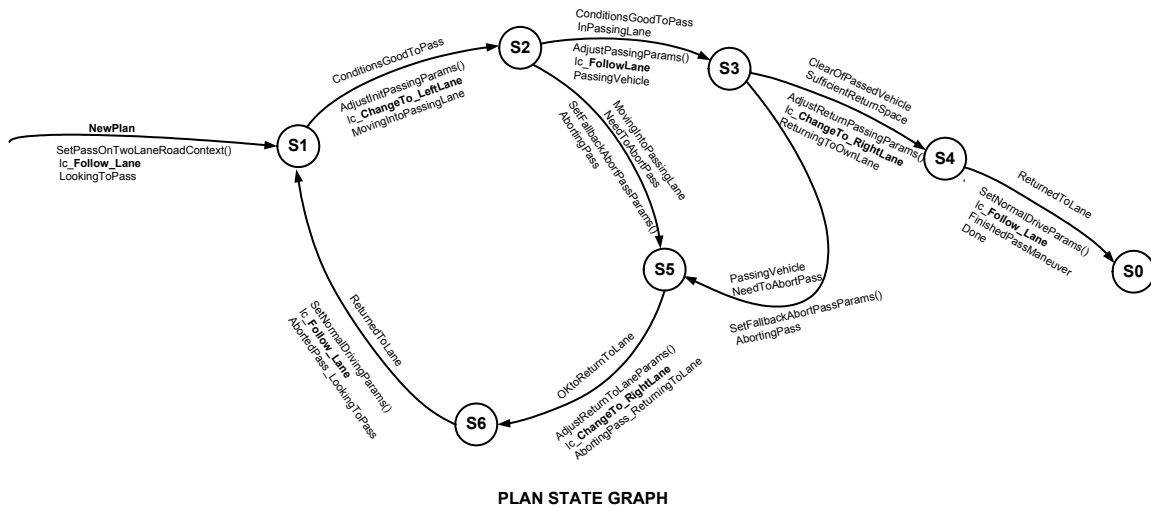 NewPlan
SetPassOnTwoLaneRoadContext()
lc_Follow_Lane
LookingToPass
S1
ConditionsGoodToPass
AdjustInitPassingParams()
lc_ChangeTo_LeftLane
MovingIntoPassingLane
S2
ConditionsGoodToPass
InPassingLane
AdjustPassingParams()
lc_FollowLane
PassingVehicle
S3
MovingIntoPassingLane
NeedToAbortPass
SetFallbackAbortPassParams()
AbortingPass
ClearOfPassedVehicle
SufficientReturnSpace
AdjustReturnPassingParams()
lc_ChangeTo_RightLane
ReturningToOwnLane
S4
ReturnedToLane
SetNormalDriveParams()
lc_Follow_Lane
FinishedPassManeuver
Done
S0
S5
PassingVehicle
NeedToAbortPass
SetFallbackAbortPassParams()
AbortingPass
OKtoReturnToLane
AdjustReturnToLaneParams()
lc_ChangeTo_RightLane
AbortingPass_ReturningToLane
S6
ReturnedToLane
SetNormalDrivingParams()
lc_Follow_Lane
AbortedPass_LookingToPass
PLAN STATE GRAPH